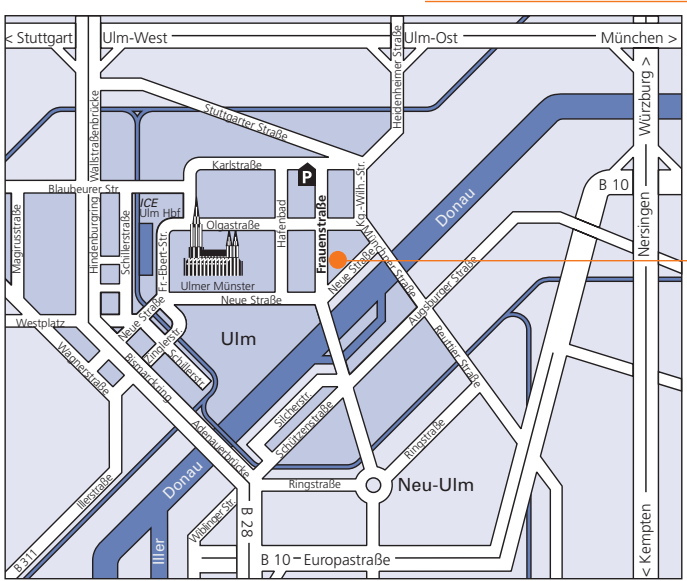 < Stuttgart
Ulm-West
Ulm-Ost
München >
Heidenheimer Straße
Würzburg >
Wallstraßenbrücke
Stuttgarter Straße
Karlstraße
P
Kg.-Wilh.-Str.
B 10
Blaubeurer Str.
ICE
Ulm Hbf
Olgastraße
Hafenbad
Frauenstraße
Donau
Nersingen
Magirusstraße
Hindenburgring
Schillerstraße
Fr.-Ebert-Str.
Münchner Straße
Neue Straße
Augsburger Straße
Ulmer Münster
Neue Straße
Neue Straße
Westplatz
Ulm
Zinglerstr.
Schillerstr.
Wagnerstraße
Bismarckring
Reuttier Straße
Silcherstr.
Schützenstraße
Adenauerbrücke
Ringstraße
Donau
Illerstraße
Ringstraße
Neu-Ulm
Wiblinger Str.
B 28
Iller
B 311
B 10 – Europastraße
< Kempten